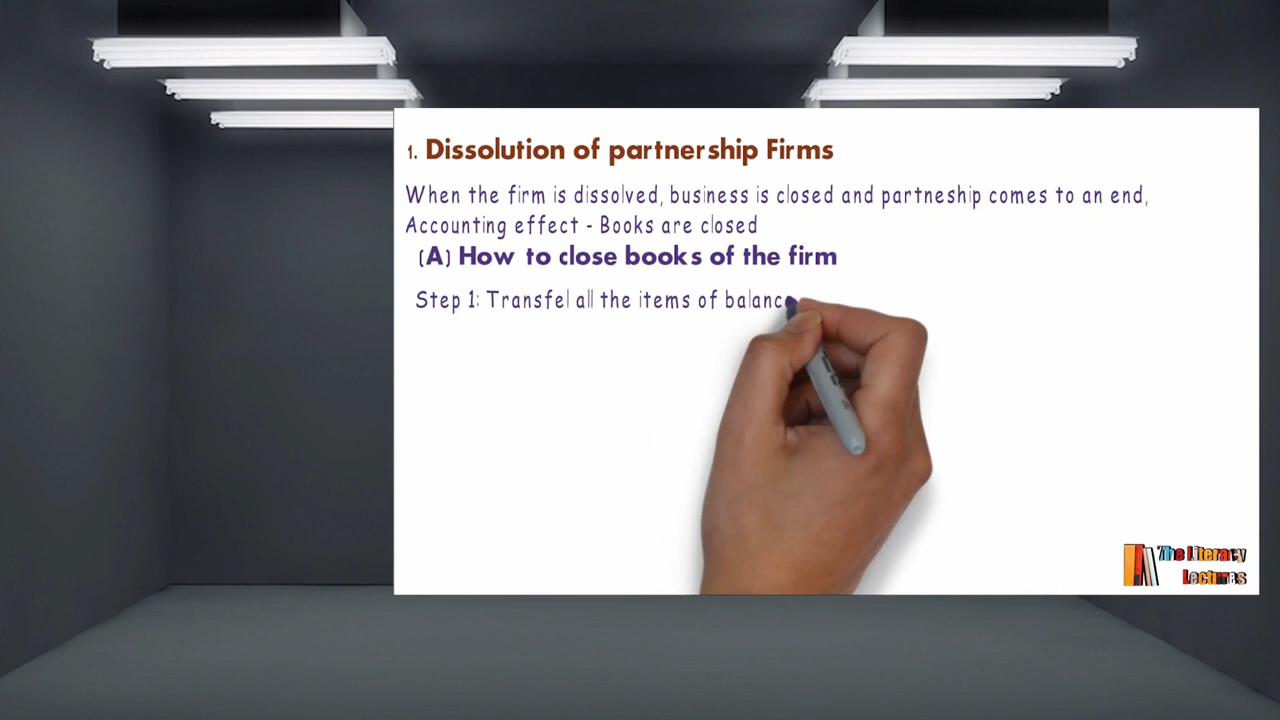 1. Dissolution of partnership Firms
When the firm is dissolved, business is closed and partneship comes to an end,
Accounting effect - Books are closed
(A) How to close books of the firm
Step 1: Transfel all the items of balanc
The Literacy
Lectures